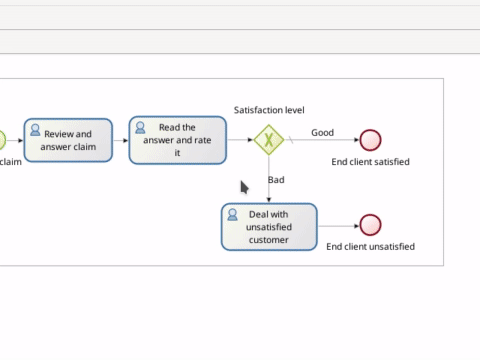 Satisfaction level
Review and
answer claim
Read the
answer and rate
it
Good
claim
End client satisfied
Bad
Deal with
unsatisfied
customer
End client unsatisfied